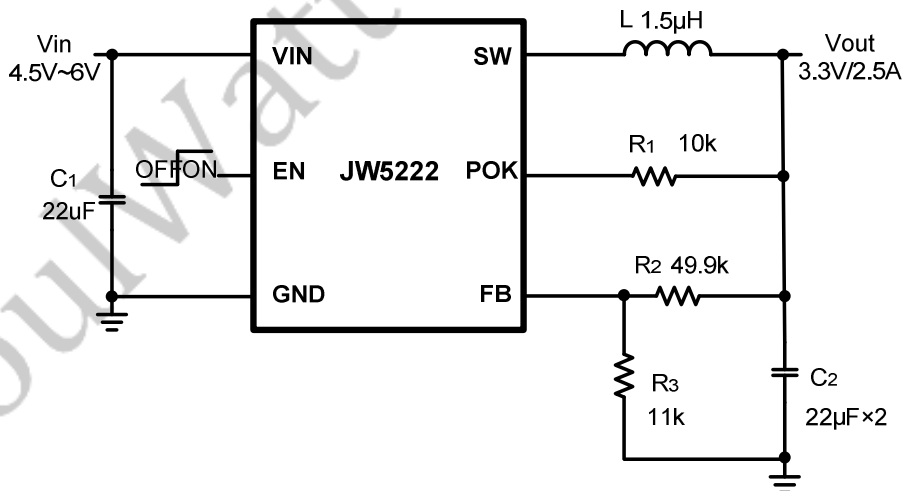 L 1.5µH
Vin
4.5V~6V
VIN
SW
Vout
3.3V/2.5A
R1 10k
OFF ON
EN
JW5222
POK
C1
22uF
R2 49.9k
GND
FB
R3
11k
C2
22µF×2
oulWatt